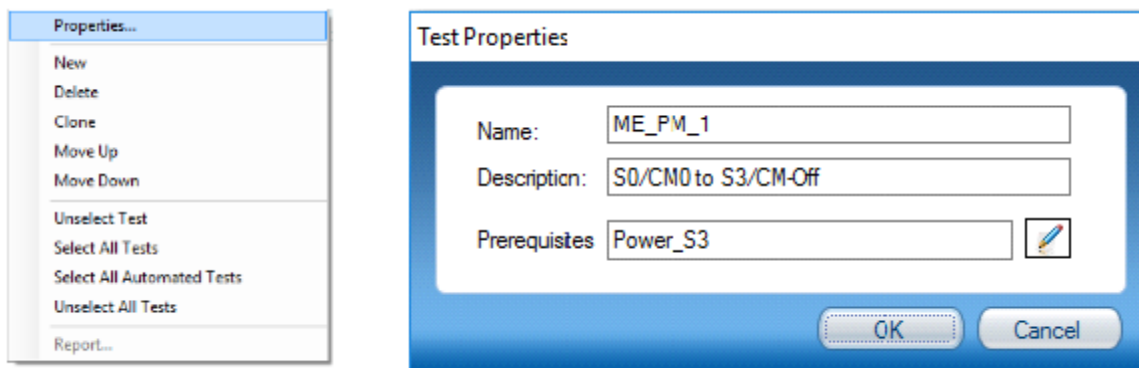 Properties...
New
Delete
Clone
Move Up
Move Down
Unselect Test
Select All Tests
Select All Automated Tests
Unselect All Tests
Report...
Test Properties
Name: ME_PM_1
Description: S0/CM0 to S3/CM-Off
Prerequisites Power_S3
OK Cancel